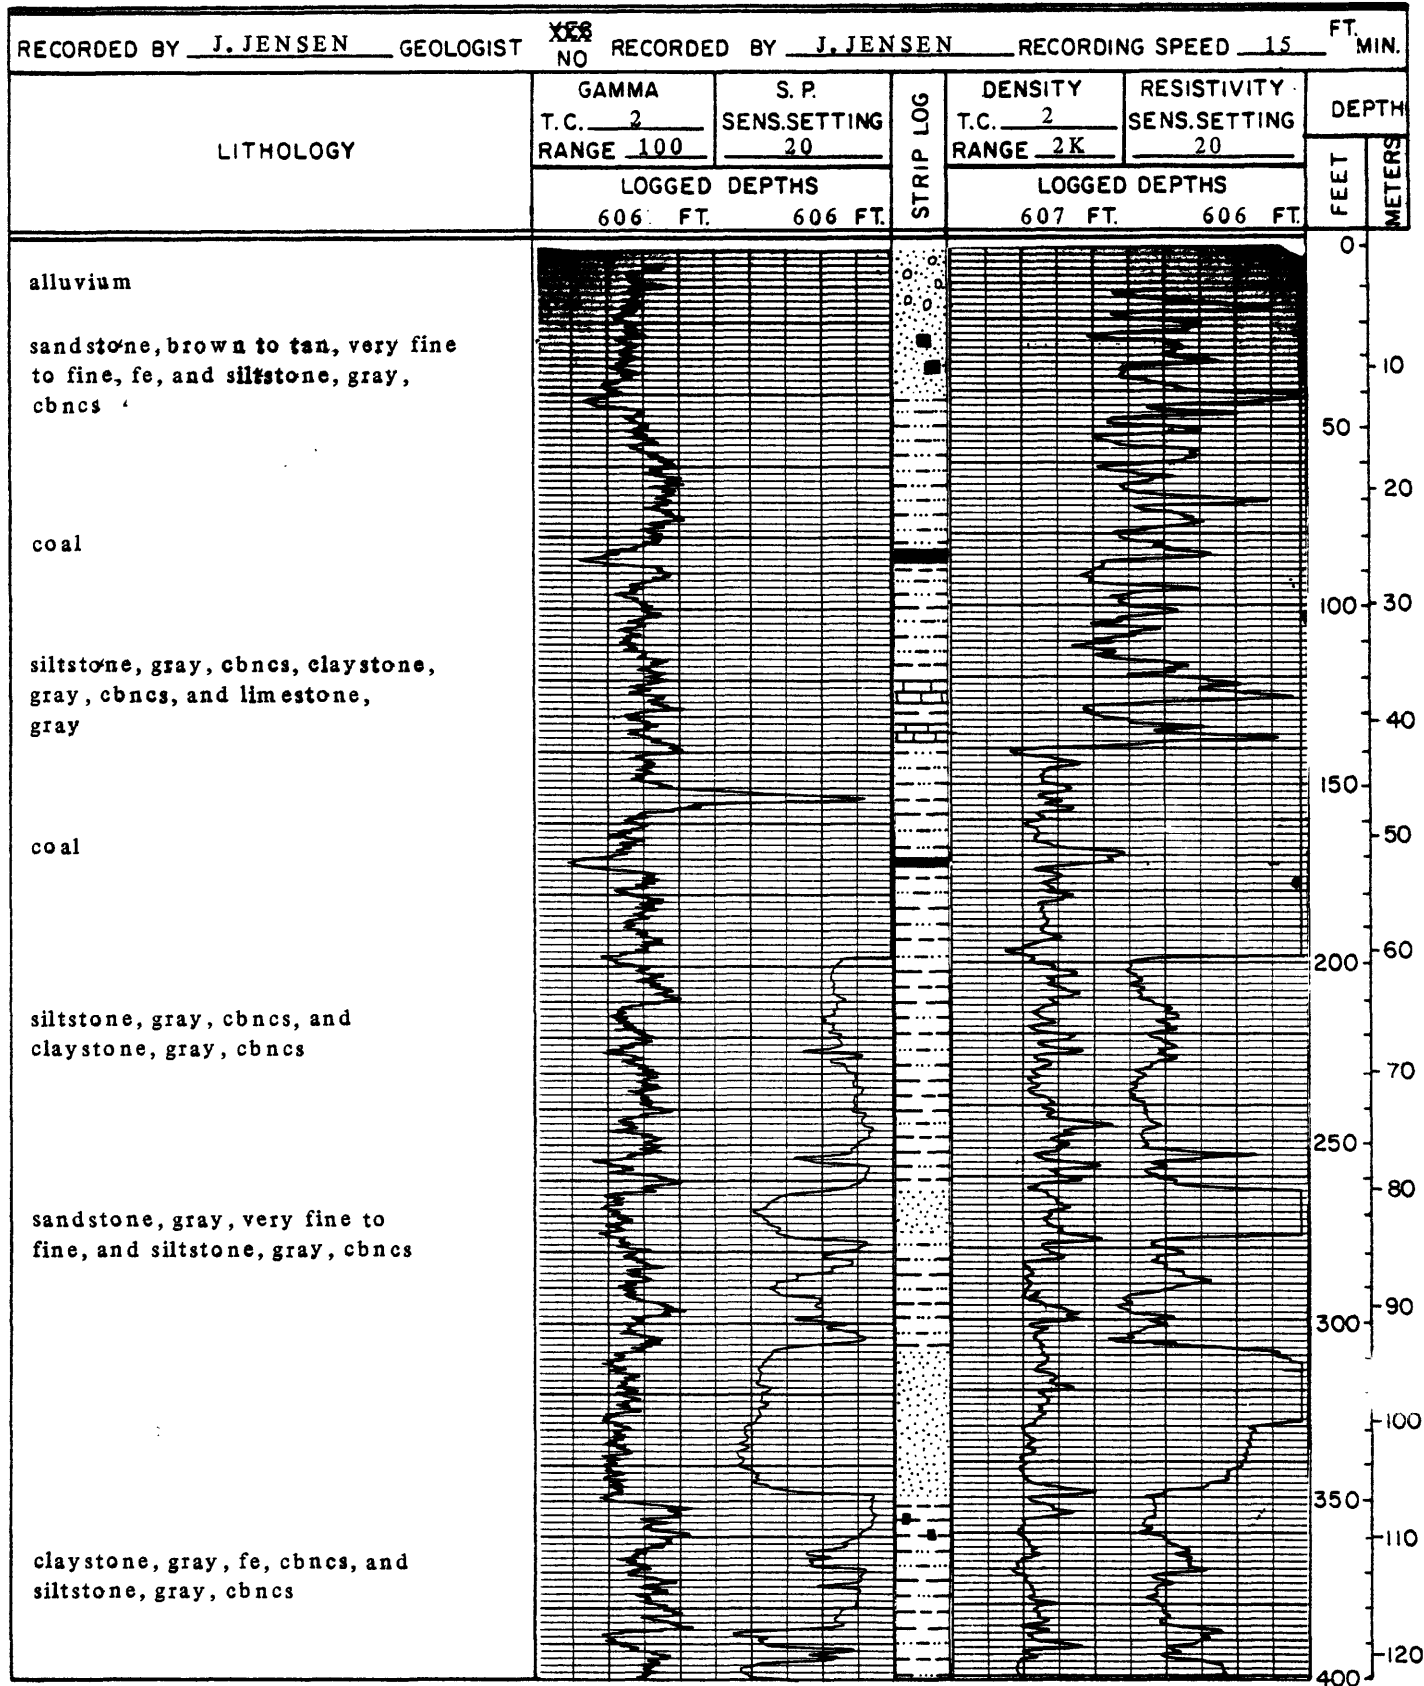 RECORDED BY J. JENSEN GEOLOGIST YES NO RECORDED BY J. JENSEN RECORDING SPEED 15 FT. MIN.
LITHOLOGY
GAMMA
T.C. 2
RANGE 100
S. P.
SENS. SETTING
20
LOGGED DEPTHS
606 FT. 606 FT.
STRIP LOG
DENSITY
T.C. 2
RANGE 2K
RESISTIVITY
SENS. SETTING
20
LOGGED DEPTHS
607 FT. 606 FT.
DEPTH
FEET
METERS
alluvium
sandstone, brown to tan, very fine
to fine, fe, and siltstone, gray,
cbncs
coal
siltstone, gray, cbncs, claystone,
gray, cbncs, and limestone,
gray
coal
siltstone, gray, cbncs, and
claystone, gray, cbncs
sandstone, gray, very fine to
fine, and siltstone, gray, cbncs
claystone, gray, fe, cbncs, and
siltstone, gray, cbncs
0
50
100
150
200
250
300
350
400
10
20
30
40
50
60
70
80
90
100
110
120